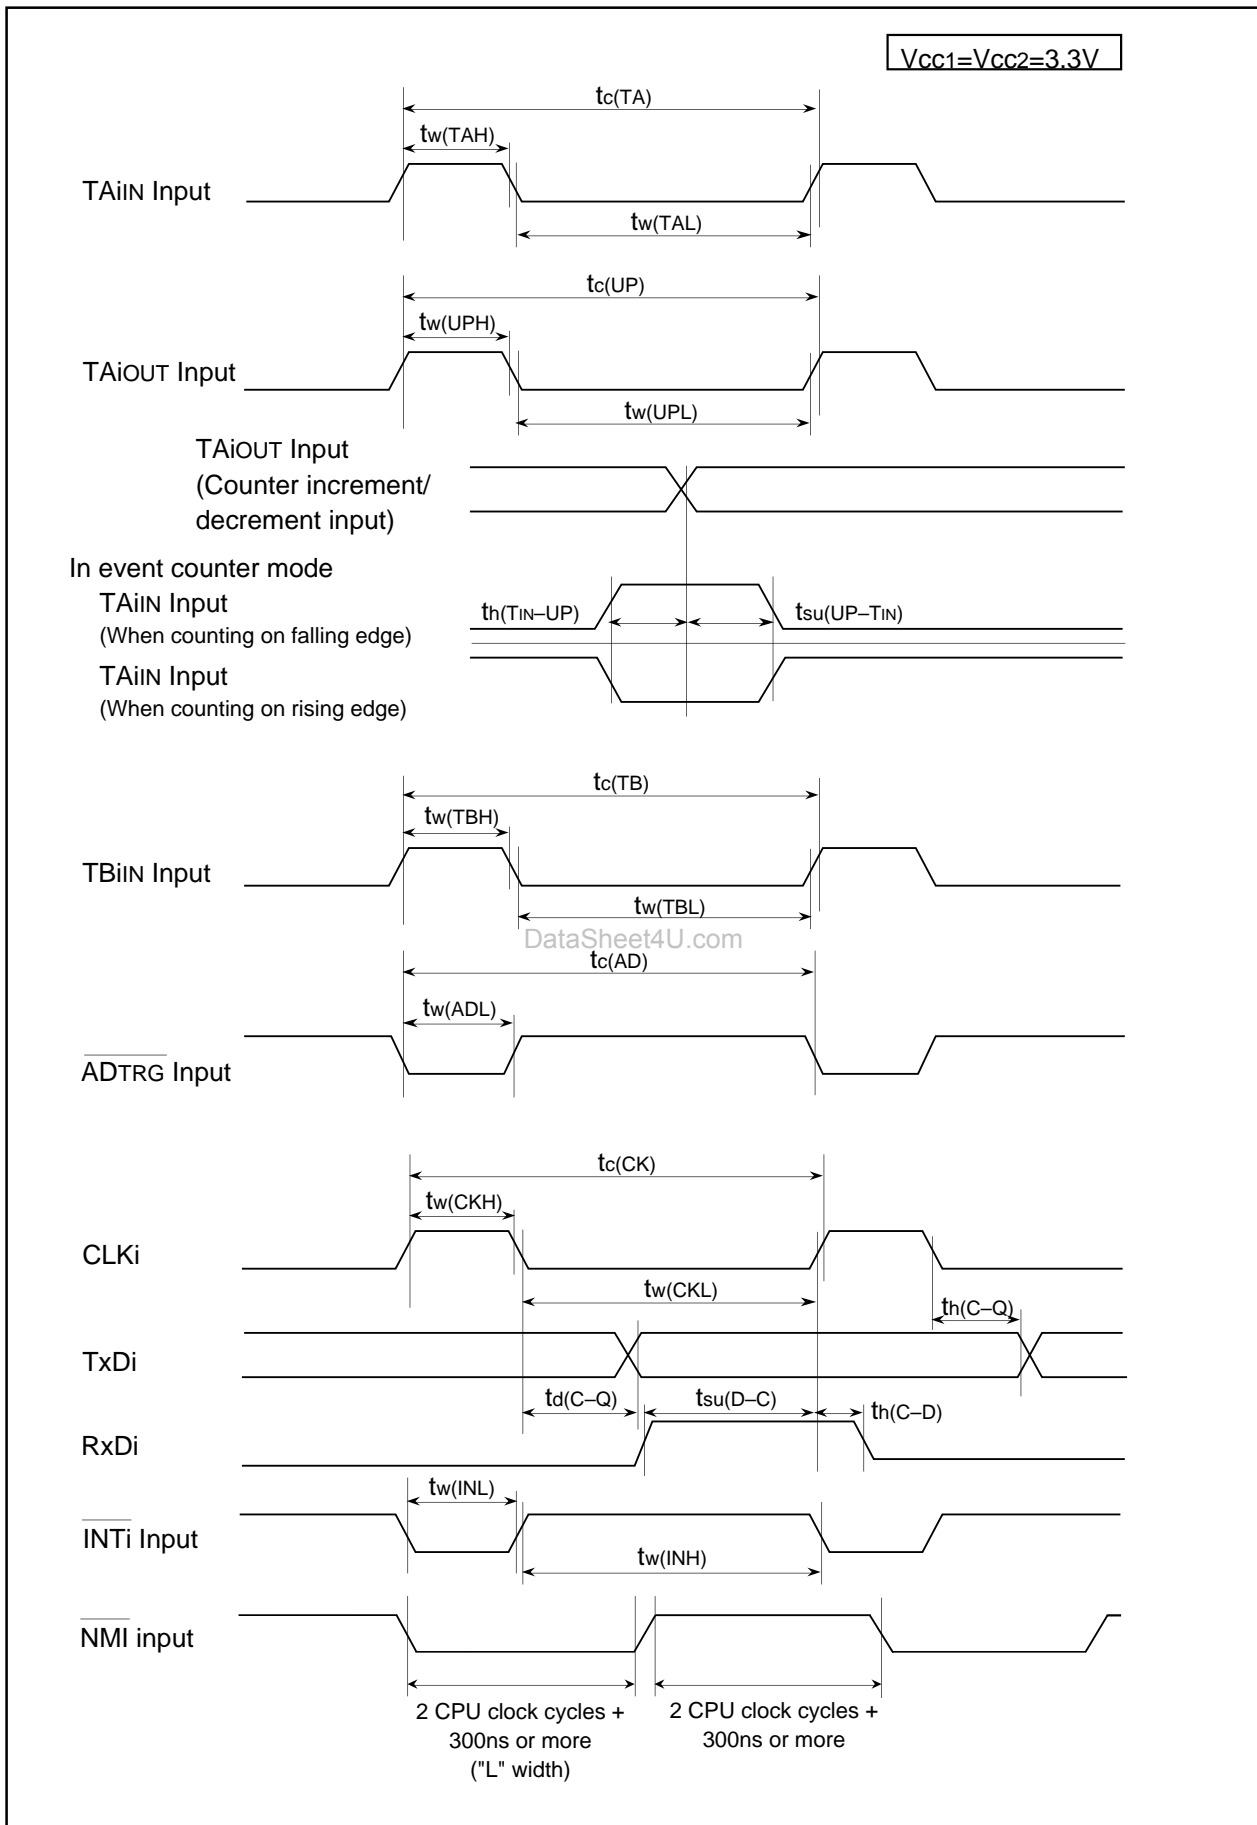 Vcc1=Vcc2=3.3V
tc(TA)
tw(TAH)
TAiIN Input
tw(TAL)
tc(UP)
tw(UPH)
TAiOUT Input
tw(UPL)
TAiOUT Input
(Counter increment/
decrement input)
In event counter mode
TAiIN Input
(When counting on falling edge)
th(TIN–UP)
tsu(UP–TIN)
TAiIN Input
(When counting on rising edge)
tc(TB)
tw(TBH)
TBiIN Input
tw(TBL)
DataSheet4U.com
tc(AD)
tw(ADL)
ADTRG Input
tc(CK)
tw(CKH)
CLKi
tw(CKL)
th(C–Q)
TxDi
td(C–Q)
tsu(D–C)
th(C–D)
RxDi
tw(INL)
INTi Input
tw(INH)
NMI input
2 CPU clock cycles +
300ns or more
("L" width)
2 CPU clock cycles +
300ns or more